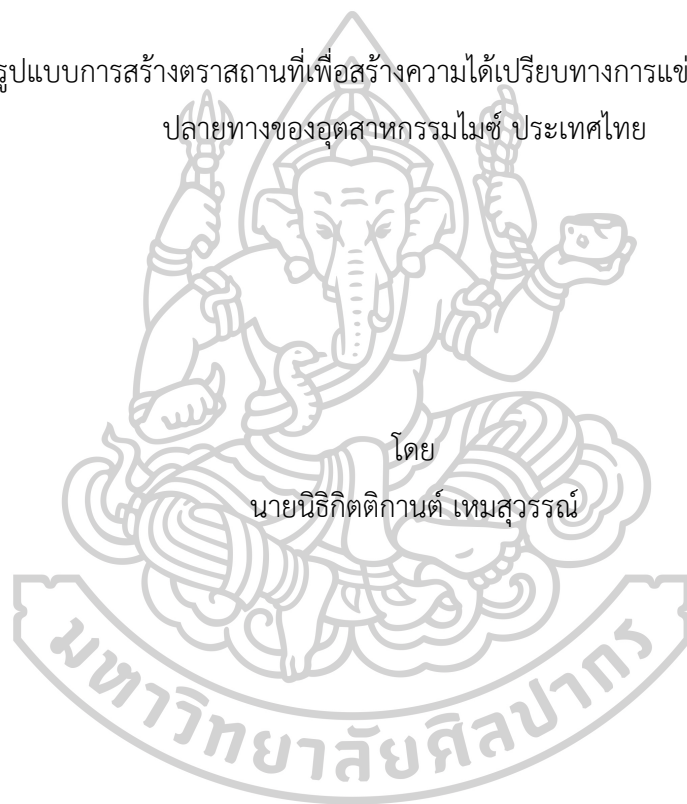 รูปแบบการสร้างตราสถานที่เพื่อสร้างความได้เปรียบทางการแข่
ปลายทางของอุตสาหกรรมไมซ์ ประเทศไทย
โดย
นายนิธิกิตติกานต์ เหมสุวรรณ์
มหาวิทยาลัยศิลปากร